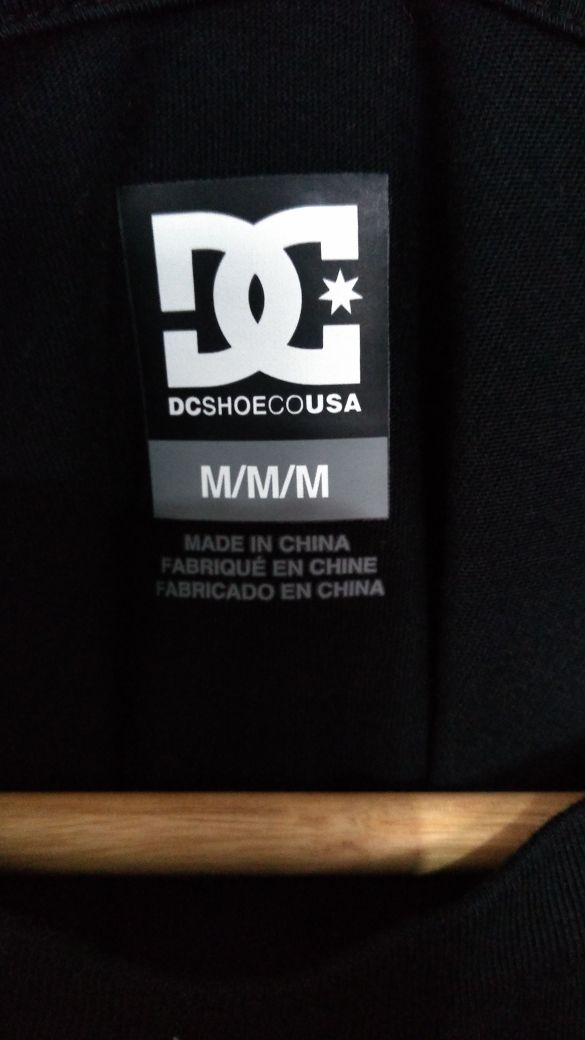 DC
DCSHOECOUSA
M/M/M
MADE IN CHINA
FABRIQUÉ EN CHINE
FABRICADO EN CHINA